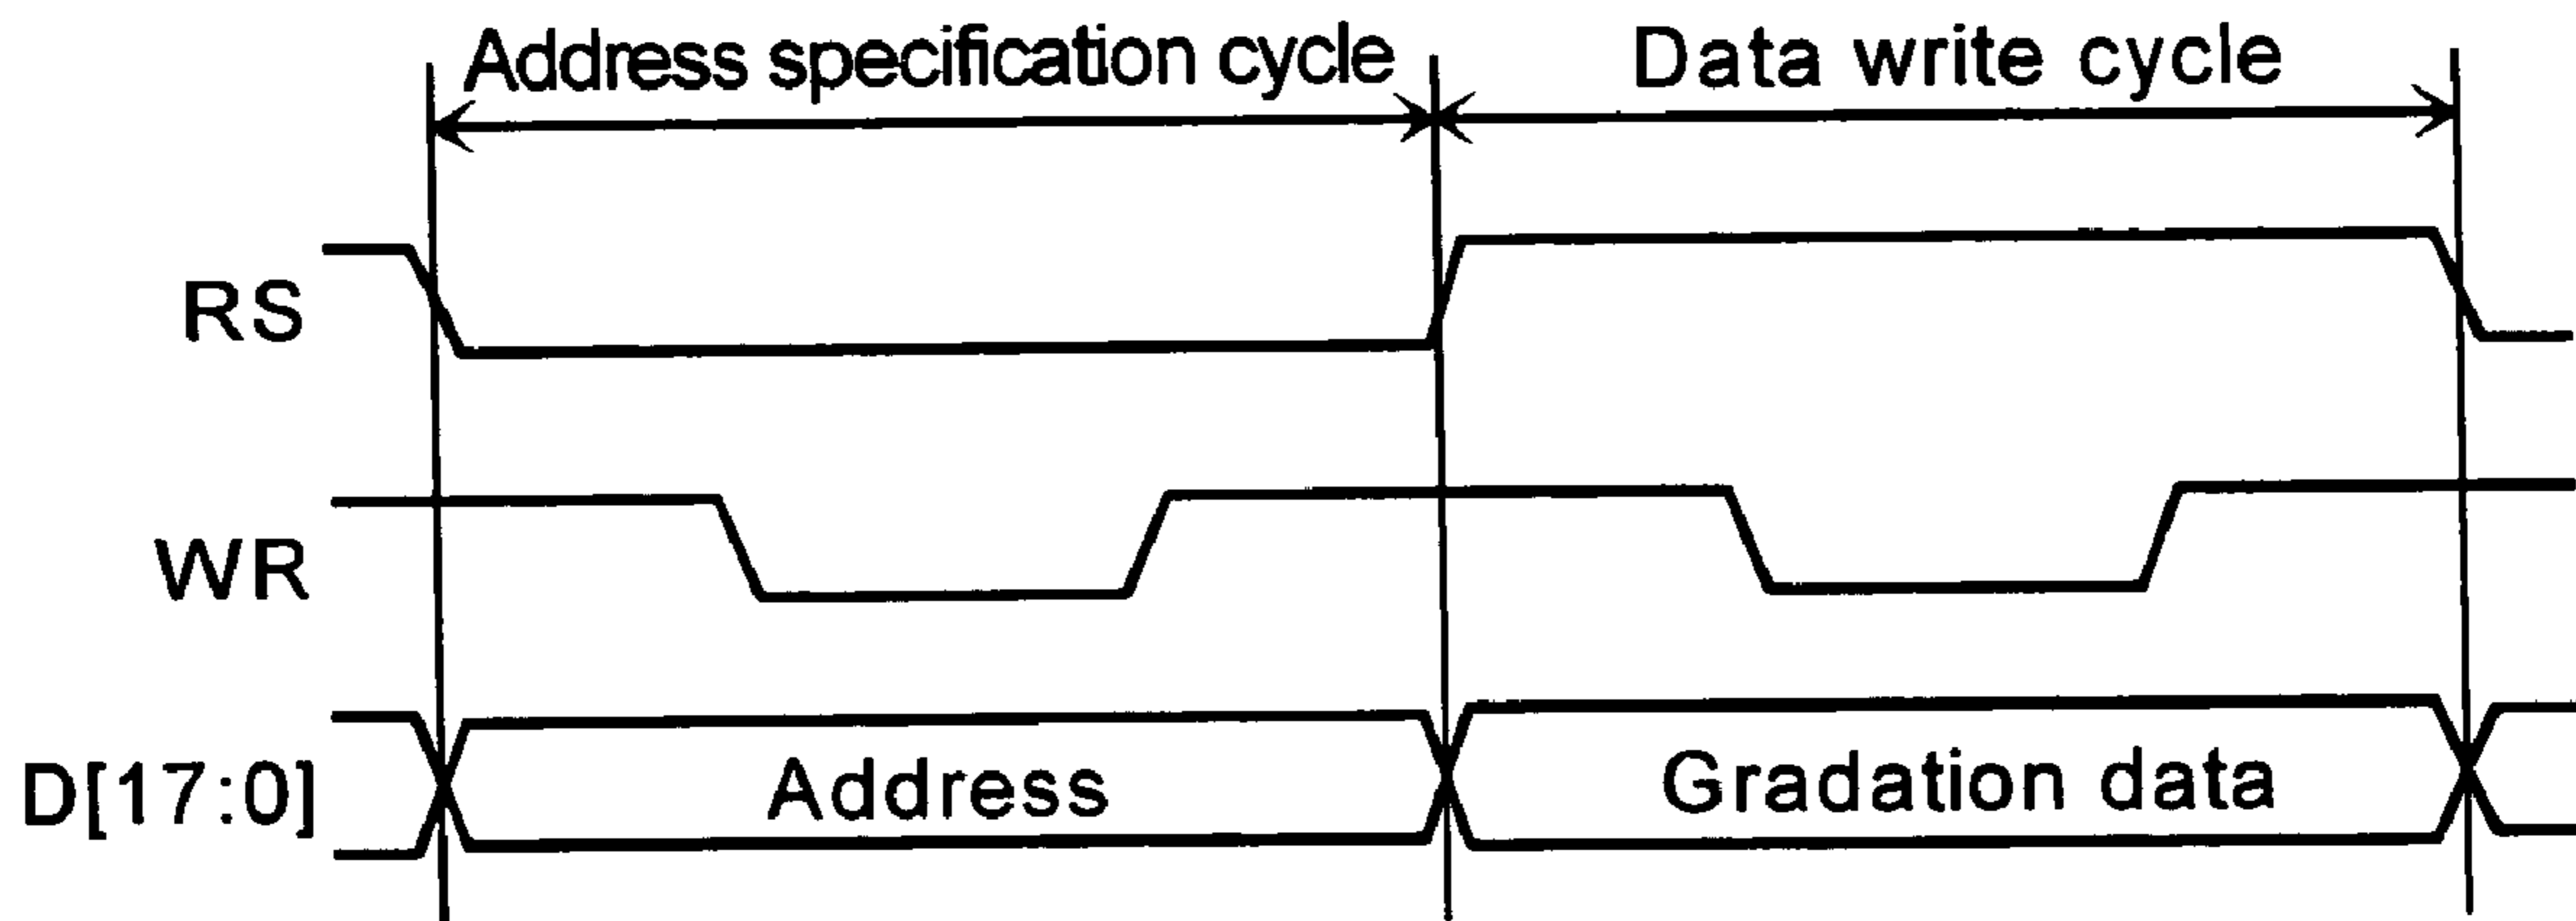 Address specification cycle
Data write cycle
RS
WR
D[17:0]
Address
Gradation data